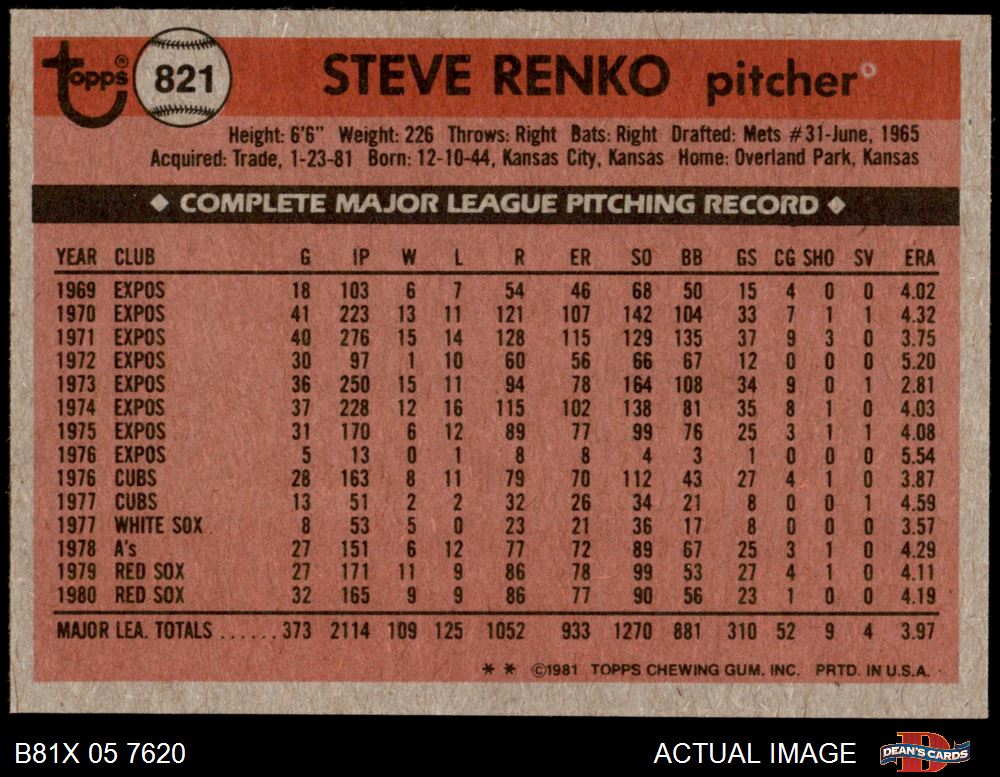 Topps® 821 STEVE RENKO pitcher
Height: 6'6" Weight: 226 Throws: Right Bats: Right Drafted: Mets #31-June, 1965
Acquired: Trade, 1-23-81 Born: 12-10-44, Kansas City, Kansas Home: Overland Park, Kansas
◆ COMPLETE MAJOR LEAGUE PITCHING RECORD ◆
YEAR CLUB G IP W L R ER SO BB GS CG SHO SV ERA
1969 EXPOS 18 103 6 7 54 46 68 50 15 4 0 0 4.02
1970 EXPOS 41 223 13 11 121 107 142 104 33 7 1 1 4.32
1971 EXPOS 40 276 15 14 128 115 129 135 37 9 3 0 3.75
1972 EXPOS 30 97 1 10 60 56 66 67 12 0 0 0 5.20
1973 EXPOS 36 250 15 11 94 78 164 108 34 9 0 1 2.81
1974 EXPOS 37 228 12 16 115 102 138 81 35 8 1 0 4.03
1975 EXPOS 31 170 6 12 89 77 99 76 25 3 1 1 4.08
1976 EXPOS 5 13 0 1 8 8 4 3 1 0 0 0 5.54
1976 CUBS 28 163 8 11 79 70 112 43 27 4 1 0 3.87
1977 CUBS 13 51 2 2 32 26 34 21 8 0 0 1 4.59
1977 WHITE SOX 8 53 5 0 23 21 36 17 8 0 0 0 3.57
1978 A's 27 151 6 12 77 72 89 67 25 3 1 0 4.29
1979 RED SOX 27 171 11 9 86 78 99 53 27 4 1 0 4.11
1980 RED SOX 32 165 9 9 86 77 90 56 23 1 0 0 4.19
MAJOR LEA. TOTALS ...... 373 2114 109 125 1052 933 1270 881 310 52 9 4 3.97
* * ©1981 TOPPS CHEWING GUM, INC. PRTD. IN U.S.A.
B81X 05 7620 ACTUAL IMAGE DEAN'S CARDS